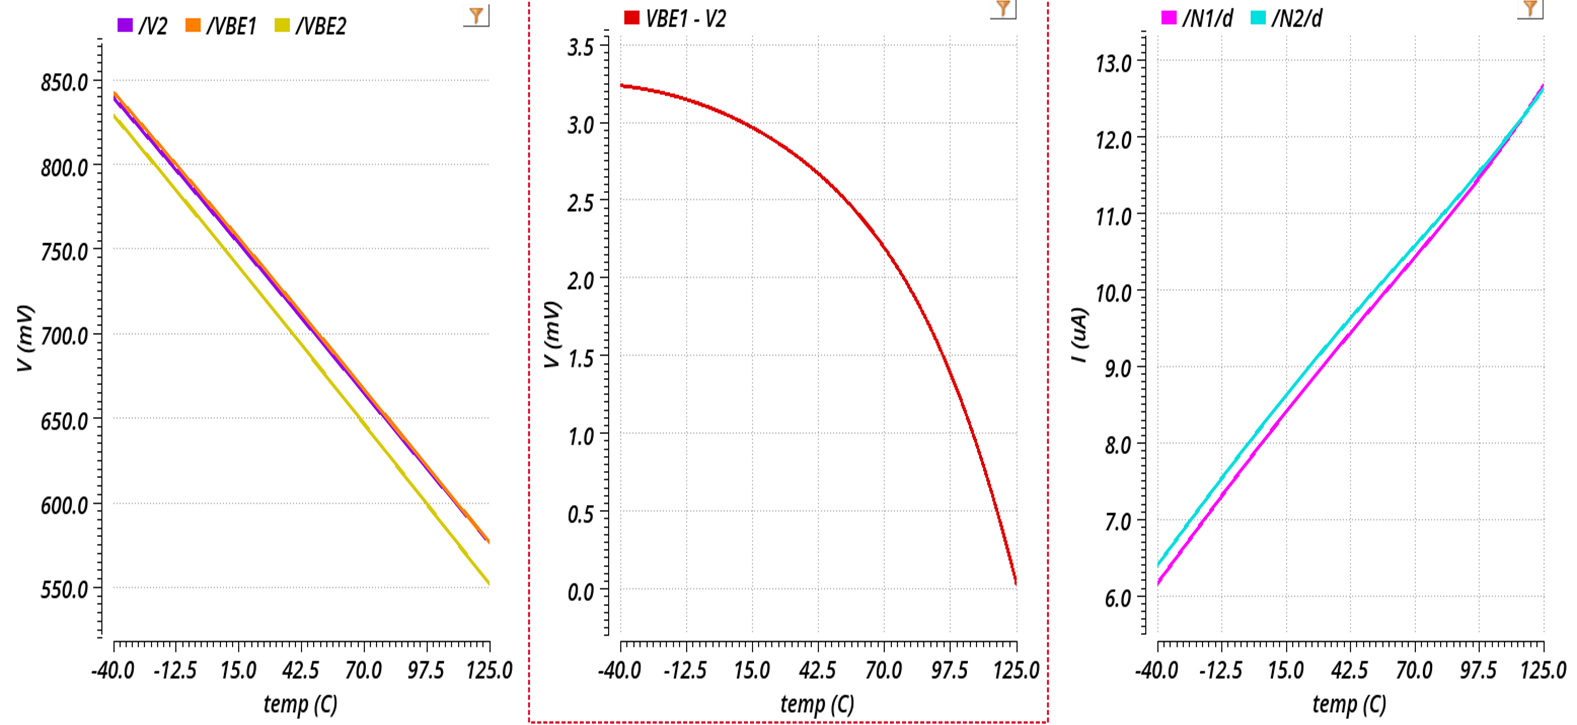 /V2 /VBE1 /VBE2
850.0
800.0
750.0
700.0
650.0
600.0
550.0
V (mV)
-40.0 -12.5 15.0 42.5 70.0 97.5 125.0
temp (C)
VBE1 - V2
3.5
3.0
2.5
2.0
1.5
1.0
0.5
0.0
V (mV)
-40.0 -12.5 15.0 42.5 70.0 97.5 125.0
temp (C)
/N1/d /N2/d
13.0
12.0
11.0
10.0
9.0
8.0
7.0
6.0
I (uA)
-40.0 -12.5 15.0 42.5 70.0 97.5 125.0
temp (C)